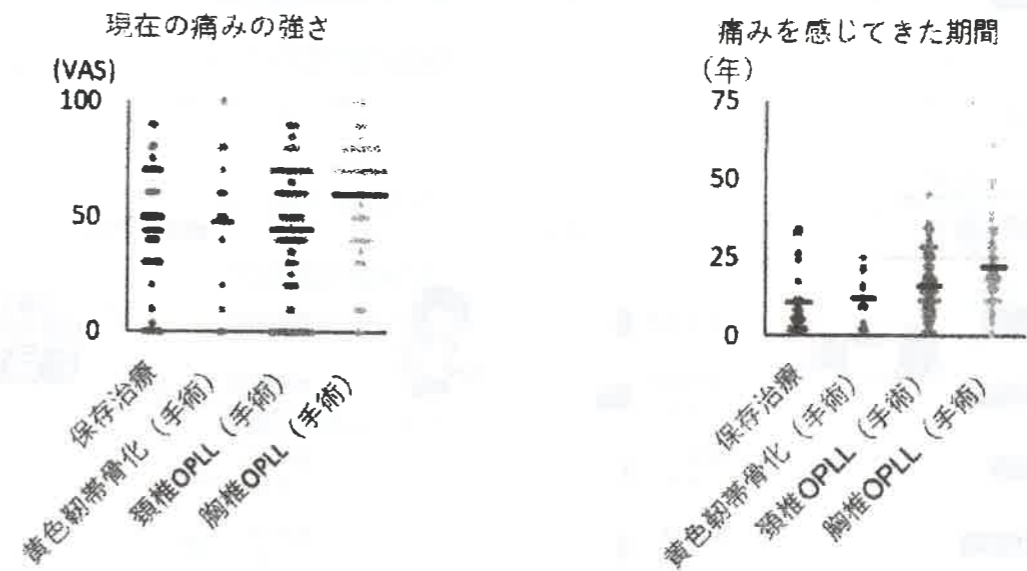 現在の痛みの強さ
(VAS)
100
50
0
保存治療
黄色靭帯骨化（手術）
頚椎OPLL（手術）
胸椎OPLL（手術）
痛みを感じてきた期間
（年）
75
50
25
0
保存治療
黄色靭帯骨化（手術）
頚椎OPLL（手術）
胸椎OPLL（手術）